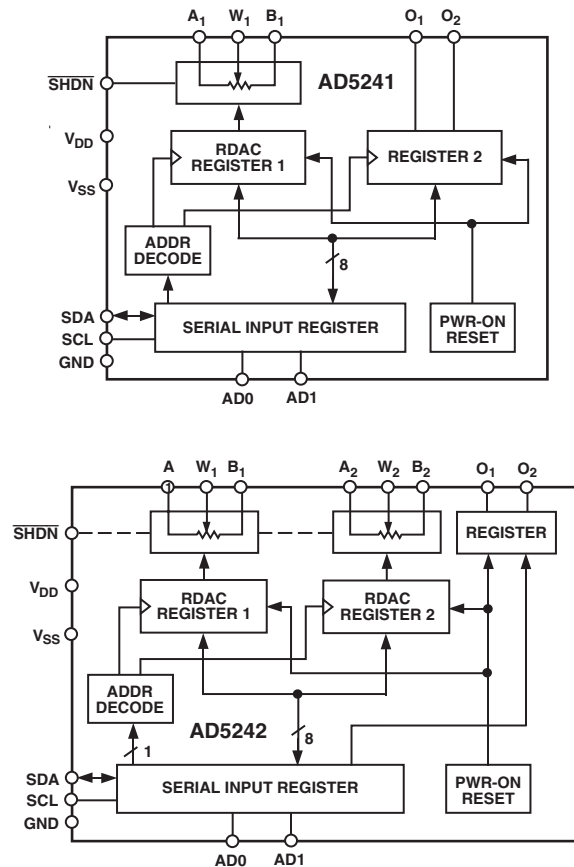 A1 W1 B1 O1 O2
SHDN
AD5241
VDD
RDAC
REGISTER 1
REGISTER 2
VSS
ADDR
DECODE
8
SDA
SERIAL INPUT REGISTER
PWR-ON
RESET
SCL
GND
AD0 AD1
A1 W1 B1 A2 W2 B2 O1 O2
SHDN
REGISTER
VDD
RDAC
REGISTER 1
RDAC
REGISTER 2
VSS
ADDR
DECODE
AD5242
1
8
SDA
SERIAL INPUT REGISTER
PWR-ON
RESET
SCL
GND
AD0 AD1